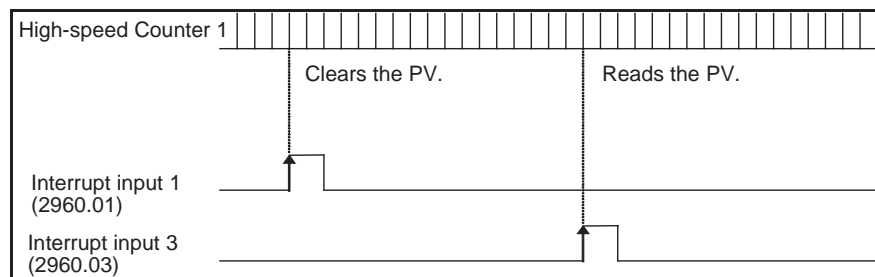 High-speed Counter 1
Clears the PV.
Reads the PV.
Interrupt input 1
(2960.01)
Interrupt input 3
(2960.03)